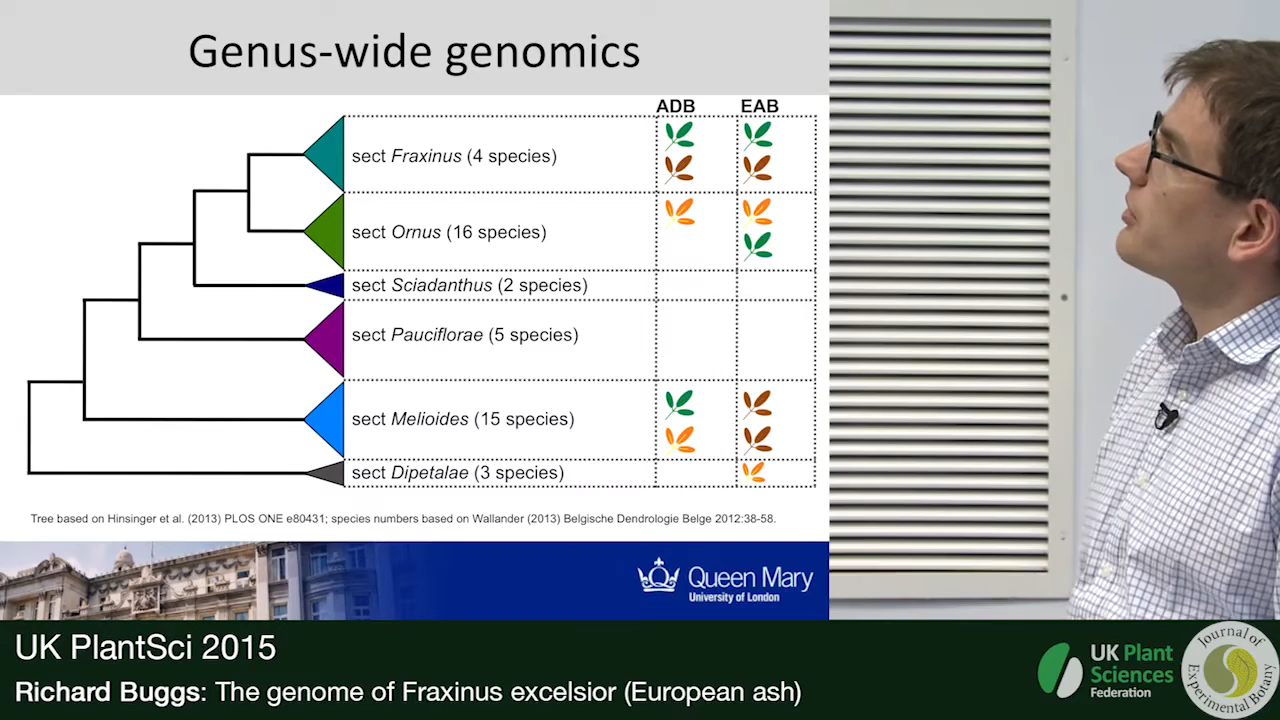 Genus-wide genomics
ADB EAB
sect Fraxinus (4 species)
sect Ornus (16 species)
sect Sciadanthus (2 species)
sect Pauciflorae (5 species)
sect Melioides (15 species)
sect Dipetalae (3 species)
Tree based on Hinsinger et al. (2013) PLOS ONE e80431; species numbers based on Wallander (2013) Belgische Dendrologie Belge 2012:38-58.
Queen Mary
University of London
UK PlantSci 2015
Richard Buggs: The genome of Fraxinus excelsior (European ash)
UK Plant
Sciences
Federation
Journal of
Experimental Botany